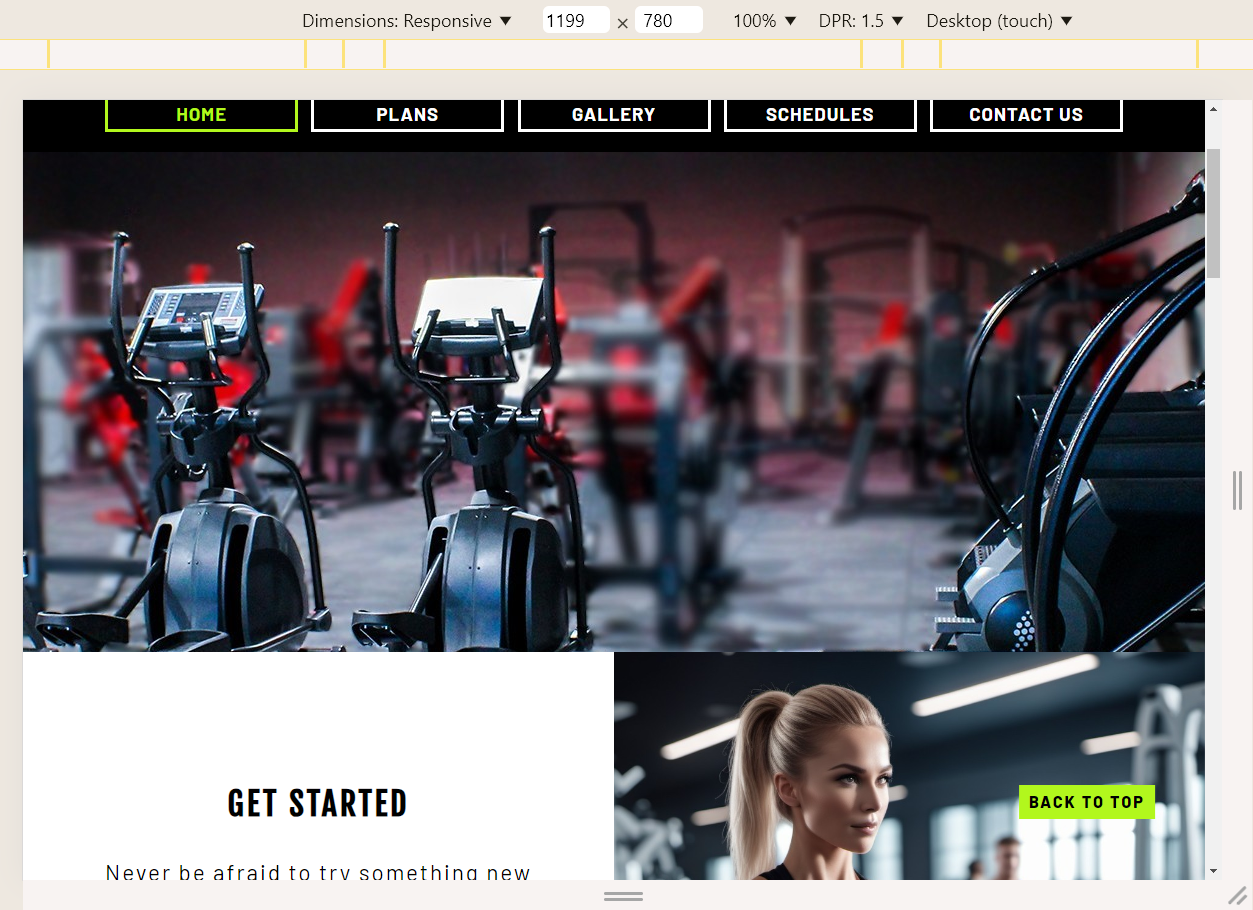 Dimensions: Responsive ▼ 1199 × 780 100% ▼ DPR: 1.5 ▼ Desktop (touch) ▼
HOME PLANS GALLERY SCHEDULES CONTACT US
GET STARTED
BACK TO TOP
Never be afraid to try something new